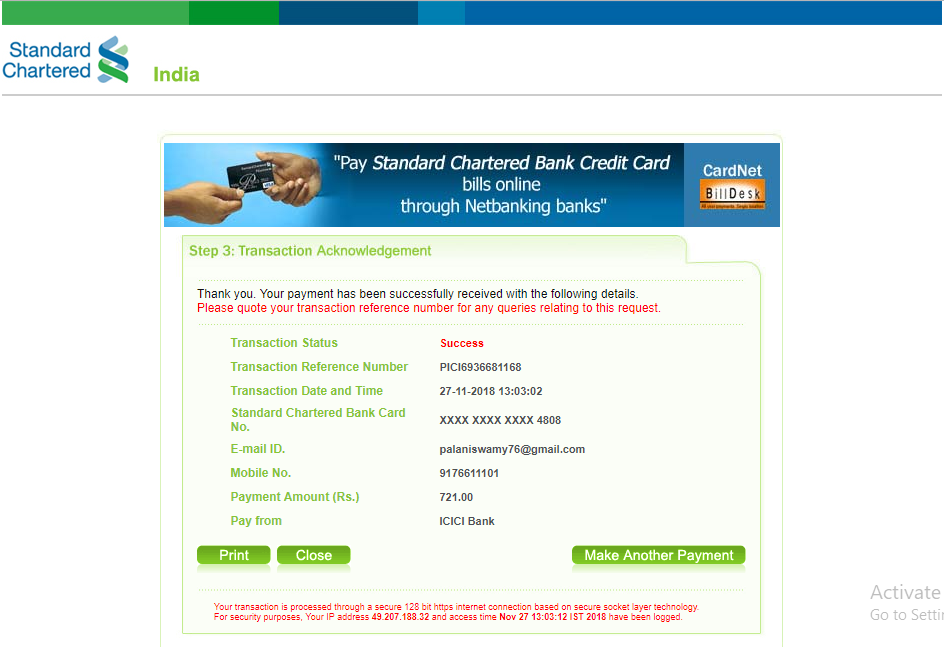 Standard
Chartered
India
"Pay Standard Chartered Bank Credit Card
bills online
through Netbanking banks"
CardNet
BillDesk
All your payments. Single location
Step 3: Transaction Acknowledgement
Thank you. Your payment has been successfully received with the following details.
Please quote your transaction reference number for any queries relating to this request.
Transaction Status Success
Transaction Reference Number PICI6936681168
Transaction Date and Time 27-11-2018 13:03:02
Standard Chartered Bank Card
No. XXXX XXXX XXXX 4808
E-mail ID. palaniswamy76@gmail.com
Mobile No. 9176611101
Payment Amount (Rs.) 721.00
Pay from ICICI Bank
Print Close Make Another Payment
Your transaction is processed through a secure 128 bit https internet connection based on secure socket layer technology.
For security purposes, Your IP address 49.207.188.32 and access time Nov 27 13:03:12 IST 2018 have been logged.
Activate
Go to Settin